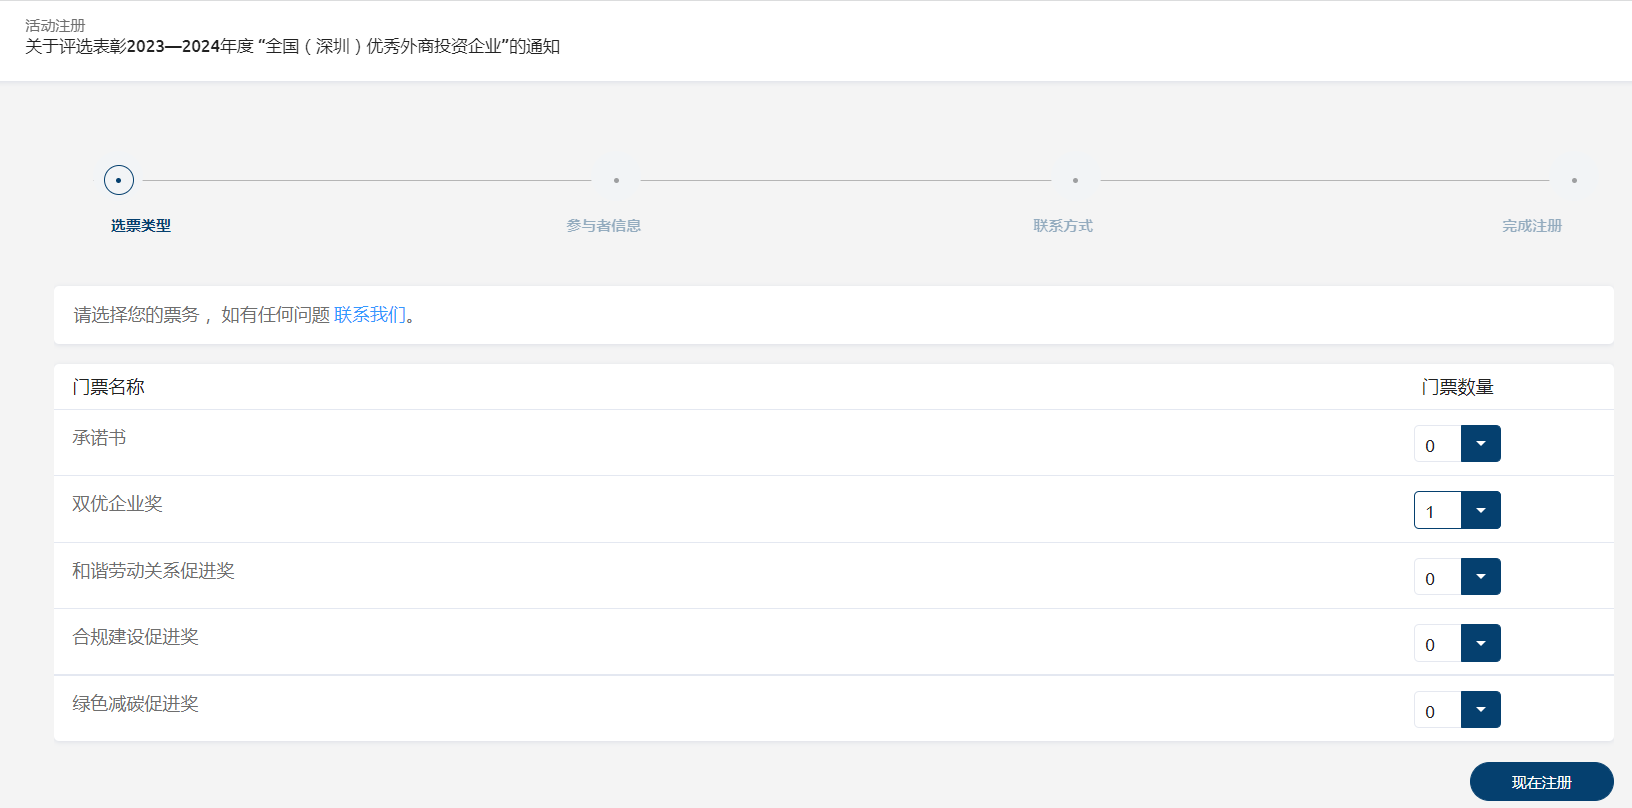 活动注册
关于评选表彰2023—2024年度 “全国（深圳）优秀外商投资企业”的通知
选票类型
参与者信息
联系方式
完成注册
请选择您的票务， 如有任何问题 联系我们。
门票名称 门票数量
承诺书 0
双优企业奖 1
和谐劳动关系促进奖 0
合规建设促进奖 0
绿色减碳促进奖 0
现在注册